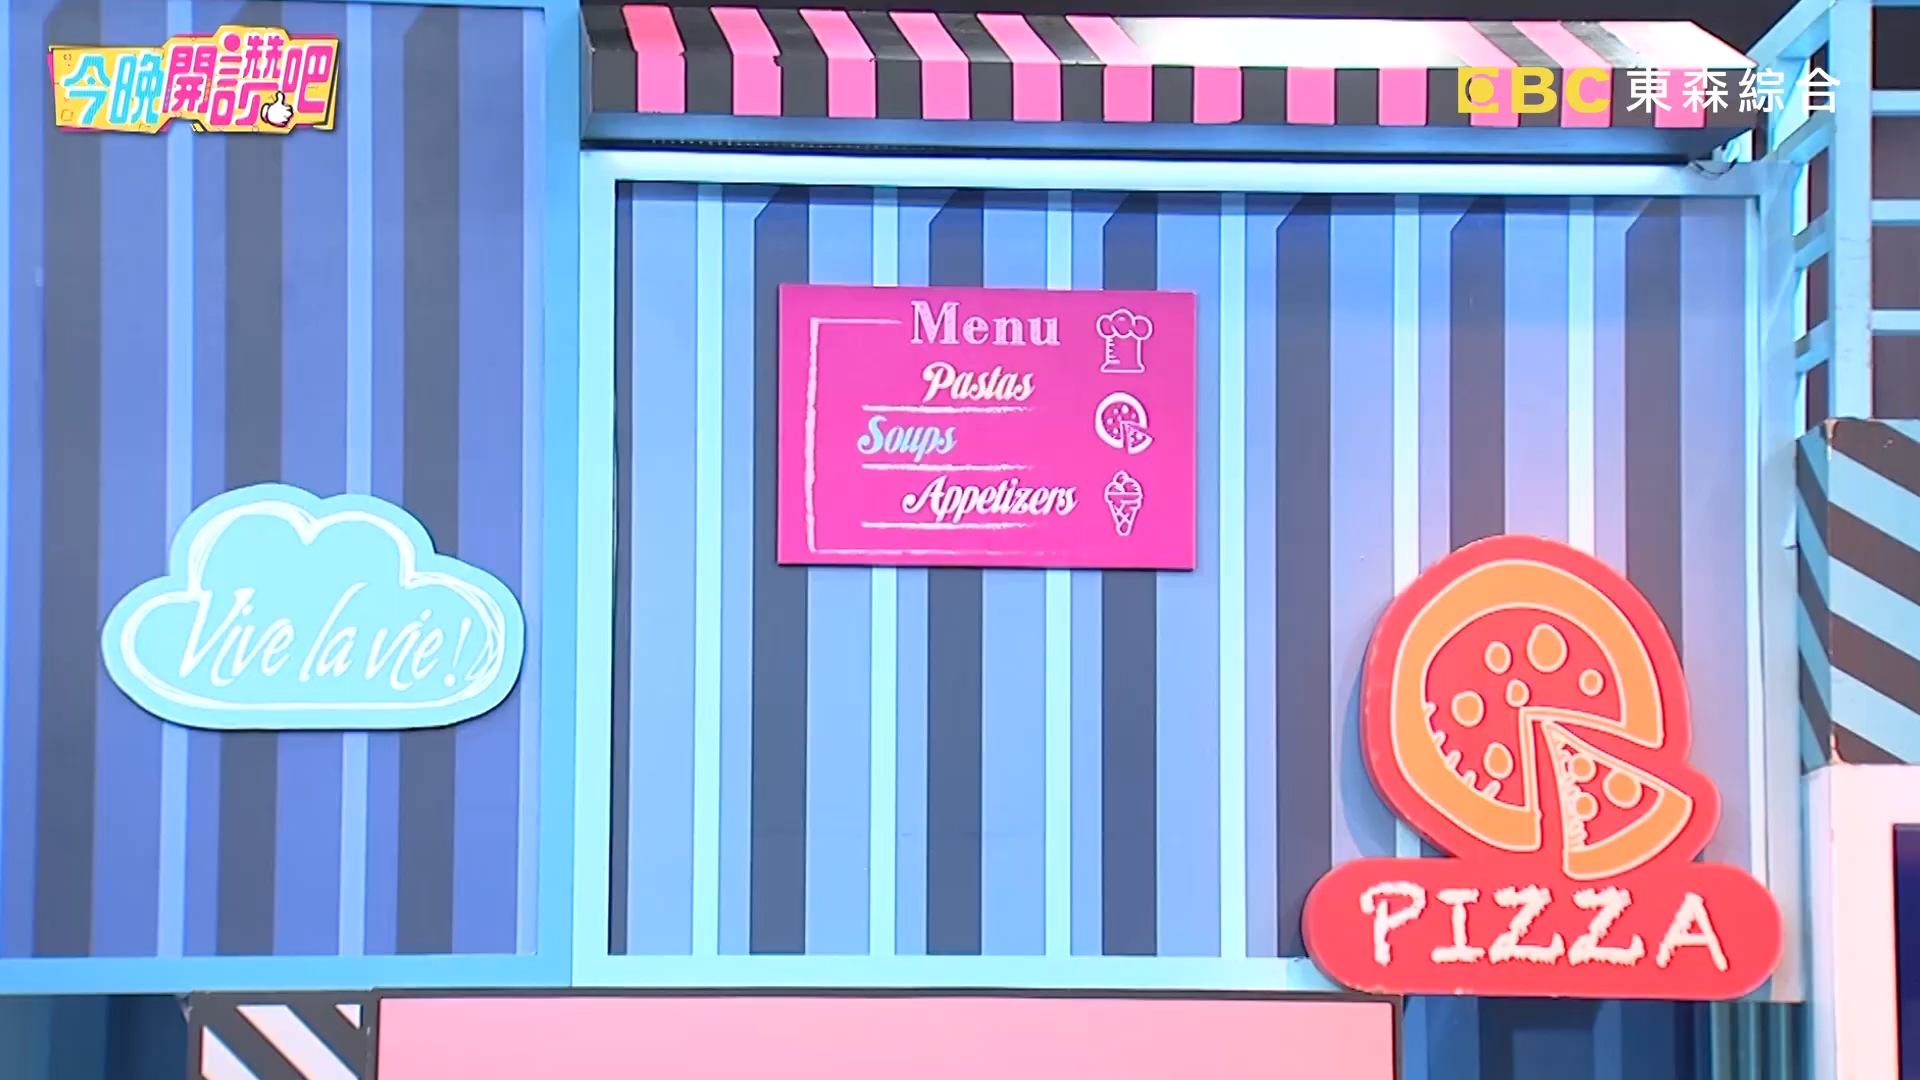 今晚開讚吧
EBC 東森綜合
Menu
Pastas
Soups
Appetizers
Vive la vie!
PIZZA